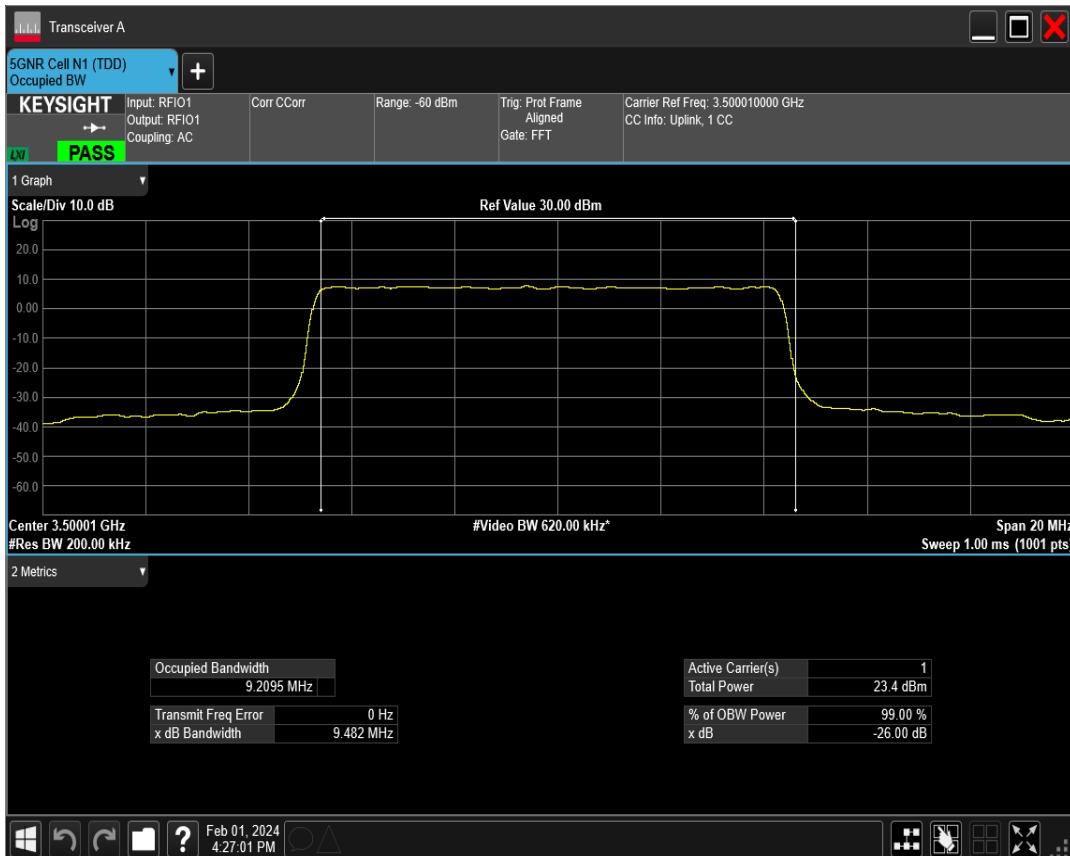 Transceiver A
5GNR Cell N1 (TDD)
Occupied BW
KEYSIGHT
LXI
PASS
Input: RFIO1
Output: RFIO1
Coupling: AC
Corr CCorr
Range: -60 dBm
Trig: Prot Frame
Aligned
Gate: FFT
Carrier Ref Freq: 3.500010000 GHz
CC Info: Uplink, 1 CC
1 Graph
Scale/Div 10.0 dB
Ref Value 30.00 dBm
Log
20.0
10.0
0.00
-10.0
-20.0
-30.0
-40.0
-50.0
-60.0
Center 3.50001 GHz
#Video BW 620.00 kHz*
Span 20 MHz
#Res BW 200.00 kHz
Sweep 1.00 ms (1001 pts)
2 Metrics
Occupied Bandwidth
9.2095 MHz
Transmit Freq Error 0 Hz
x dB Bandwidth 9.482 MHz
Active Carrier(s) 1
Total Power 23.4 dBm
% of OBW Power 99.00 %
x dB -26.00 dB
?
Feb 01, 2024
4:27:01 PM